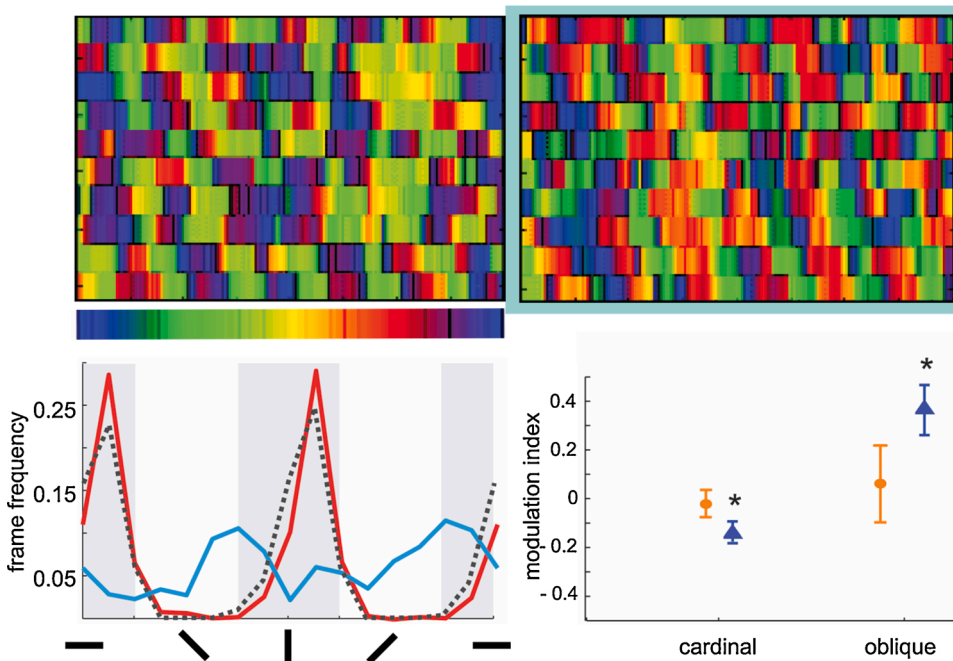 0.25
0.15
0.05
frame frequency
modulation index
0.4
0.2
0
- 0.2
- 0.4
*
*
cardinal
oblique